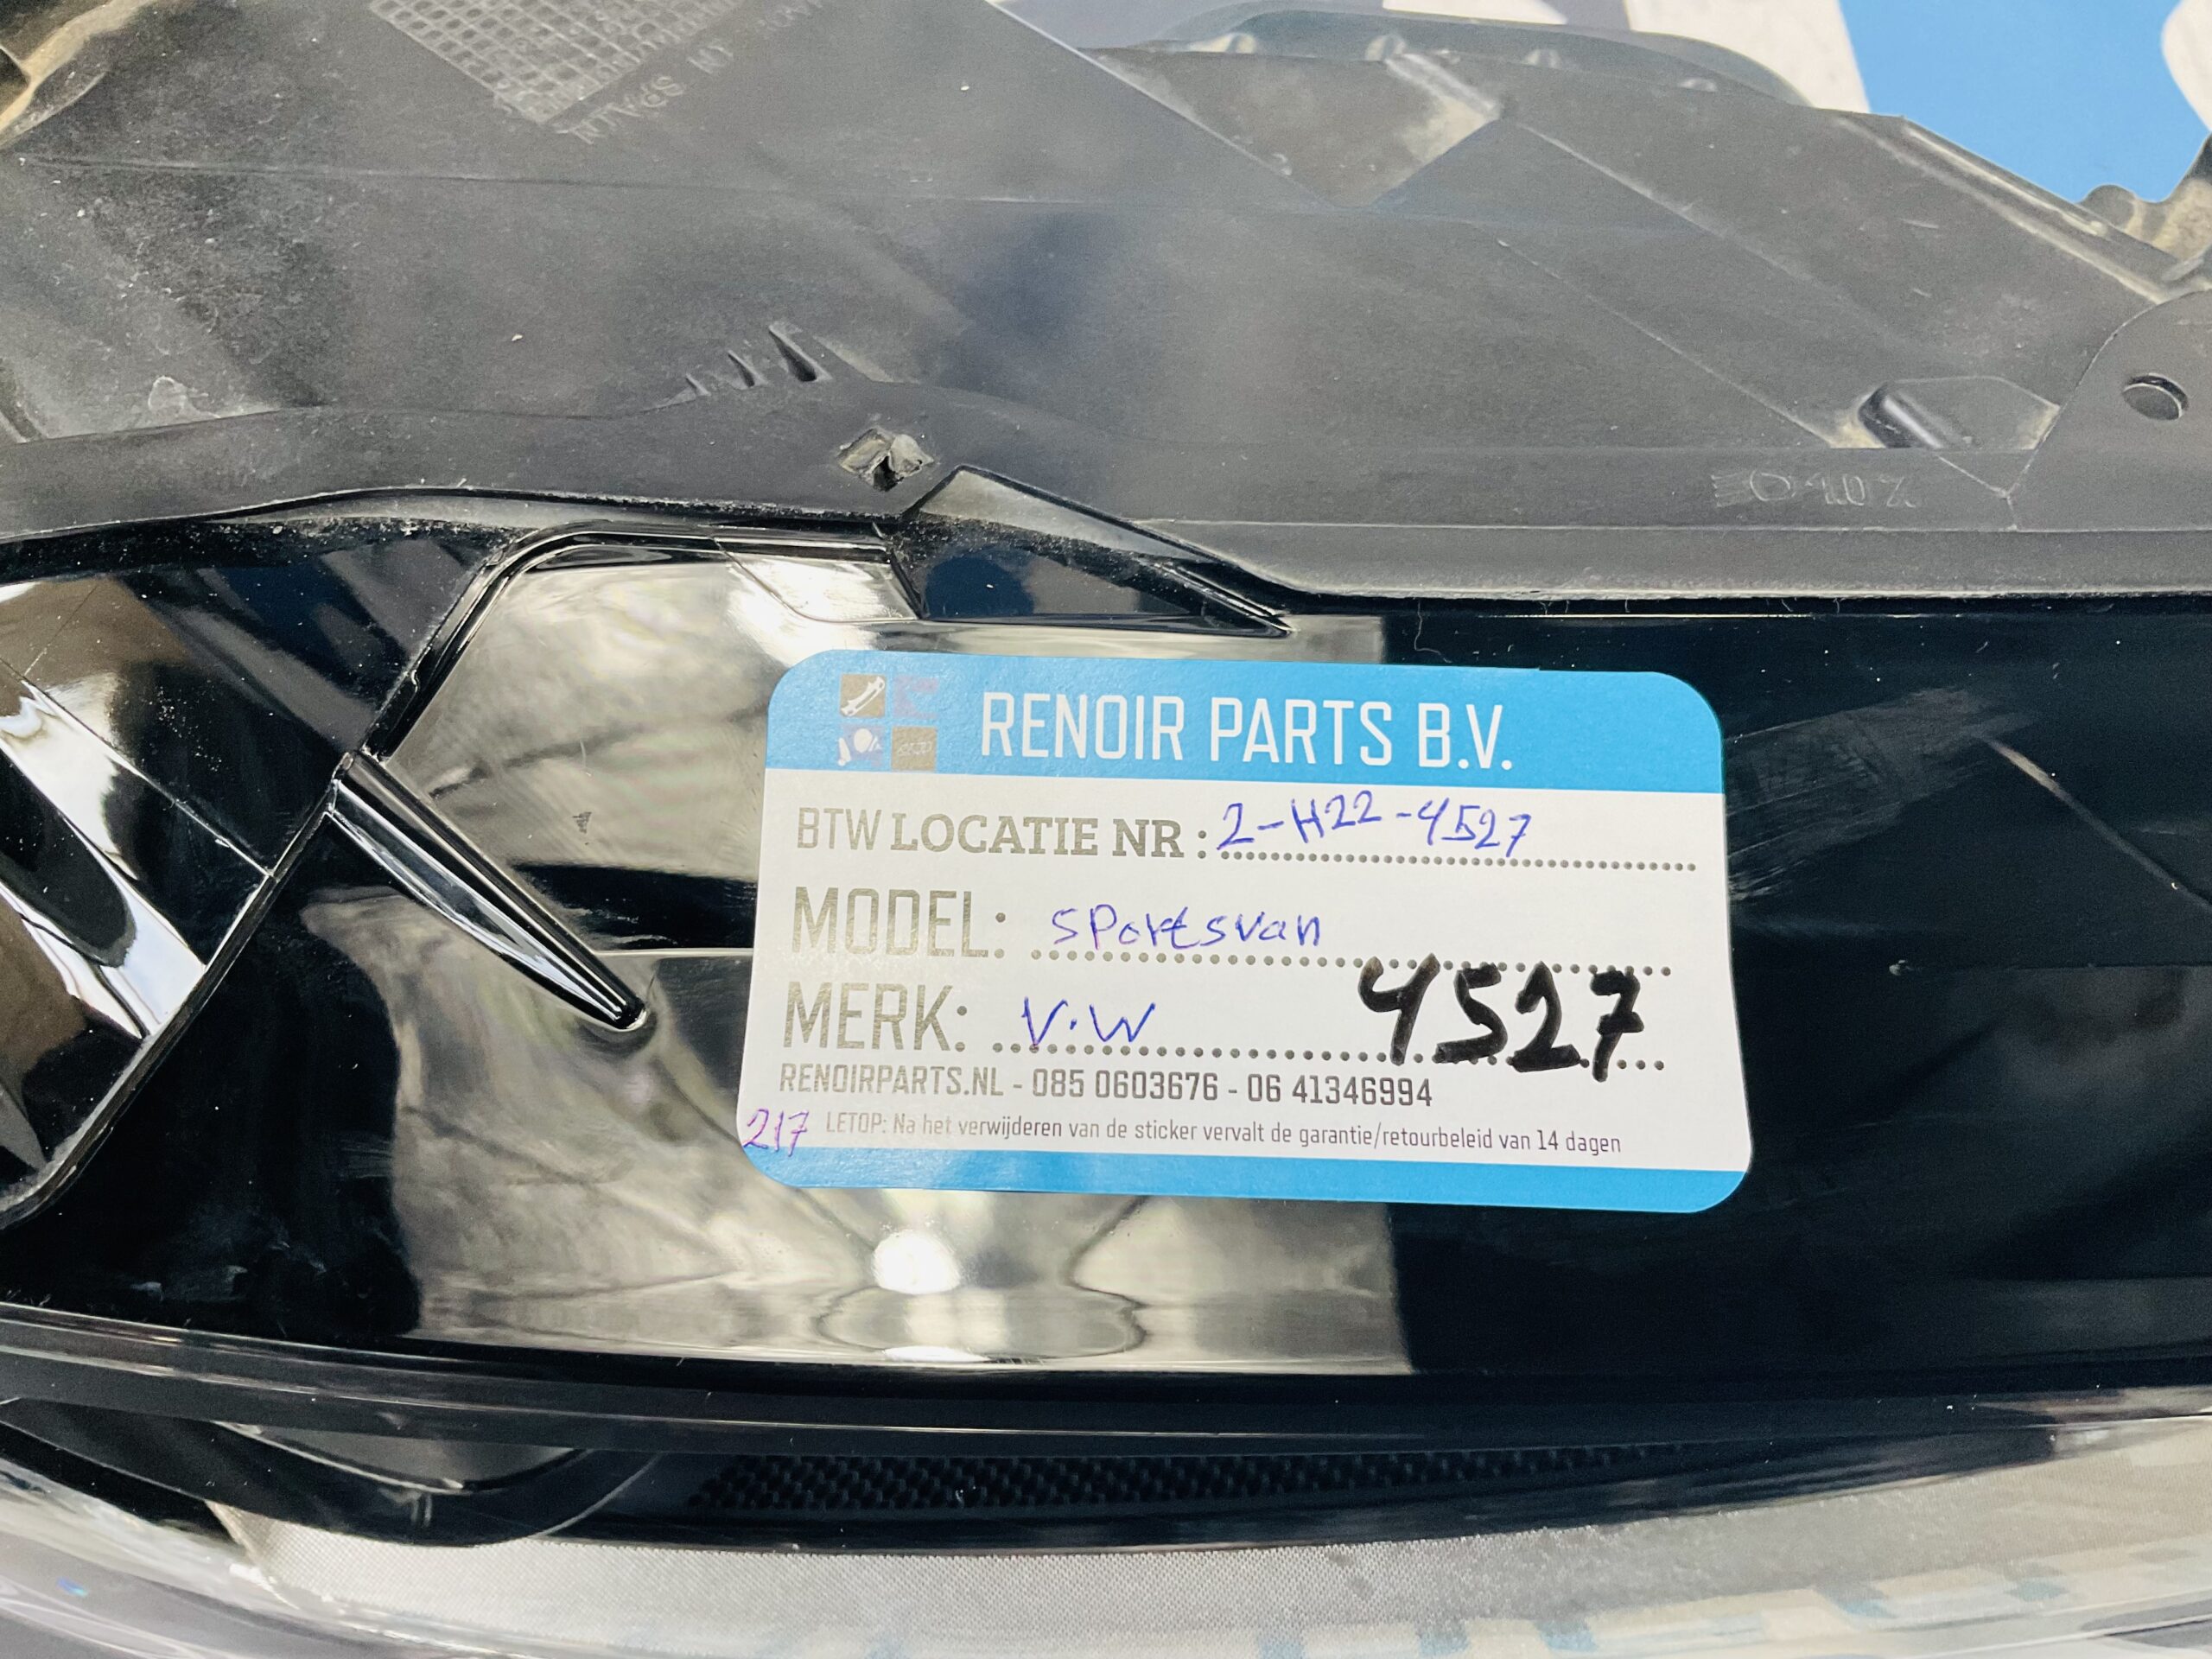 RENOIR PARTS B.V.
BTW LOCATIE NR : 2-H22-4527
MODEL: sPortsvan
MERK: V.W 4527
RENOIRPARTS.NL - 085 0603676 - 06 41346994
217 LETOP: Na het verwijderen van de sticker vervalt de garantie/retourbeleid van 14 dagen